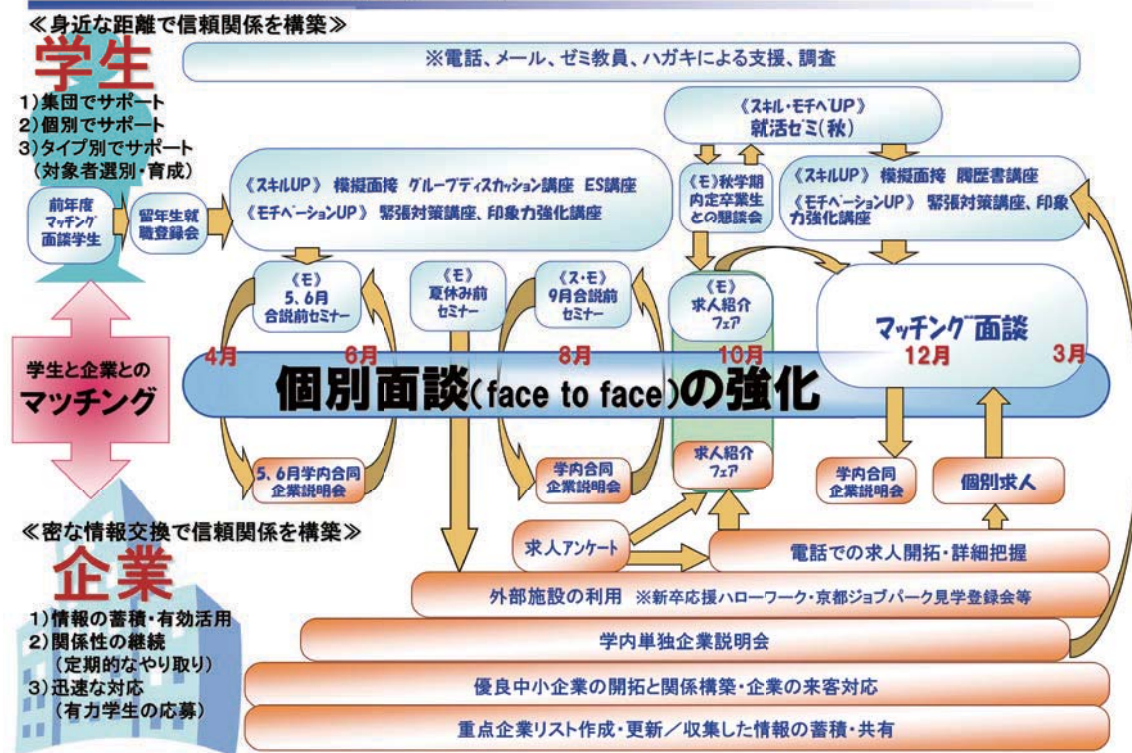 ≪身近な距離で信頼関係を構築≫
学生
1)集団でサポート
2)個別でサポート
3)タイプ別でサポート
(対象者選別・育成)
※電話、メール、ゼミ教員、ハガキによる支援、調査
《スキル・モチベUP》
就活ゼミ(秋)
前年度
マッチング
面談学生
留年生就
職登録会
《スキルUP》 模擬面接 グループディスカッション講座 ES講座
《モチベーションUP》 緊張対策講座、印象力強化講座
《モ》秋学期
内定卒業生
との懇談会
《スキルUP》 模擬面接 履歴書講座
《モチベーションUP》 緊張対策講座、印象
力強化講座
《モ》
5、6月
合説前セミナー
《モ》
夏休み前
セミナー
《ス・モ》
9月合説前
セミナー
《モ》
求人紹介
フェア
マッチング面談
4月
6月
8月
10月
12月
3月
学生と企業との
マッチング
個別面談(face to face)の強化
5、6月学内合同
企業説明会
学内合同
企業説明会
求人紹介
フェア
学内合同
企業説明会
個別求人
≪密な情報交換で信頼関係を構築≫
企業
1)情報の蓄積・有効活用
2)関係性の継続
(定期的なやり取り)
3)迅速な対応
(有力学生の応募)
求人アンケート
電話での求人開拓・詳細把握
外部施設の利用 ※新卒応援ハローワーク・京都ジョブパーク見学登録会等
学内単独企業説明会
優良中小企業の開拓と関係構築・企業の来客対応
重点企業リスト作成・更新／収集した情報の蓄積・共有